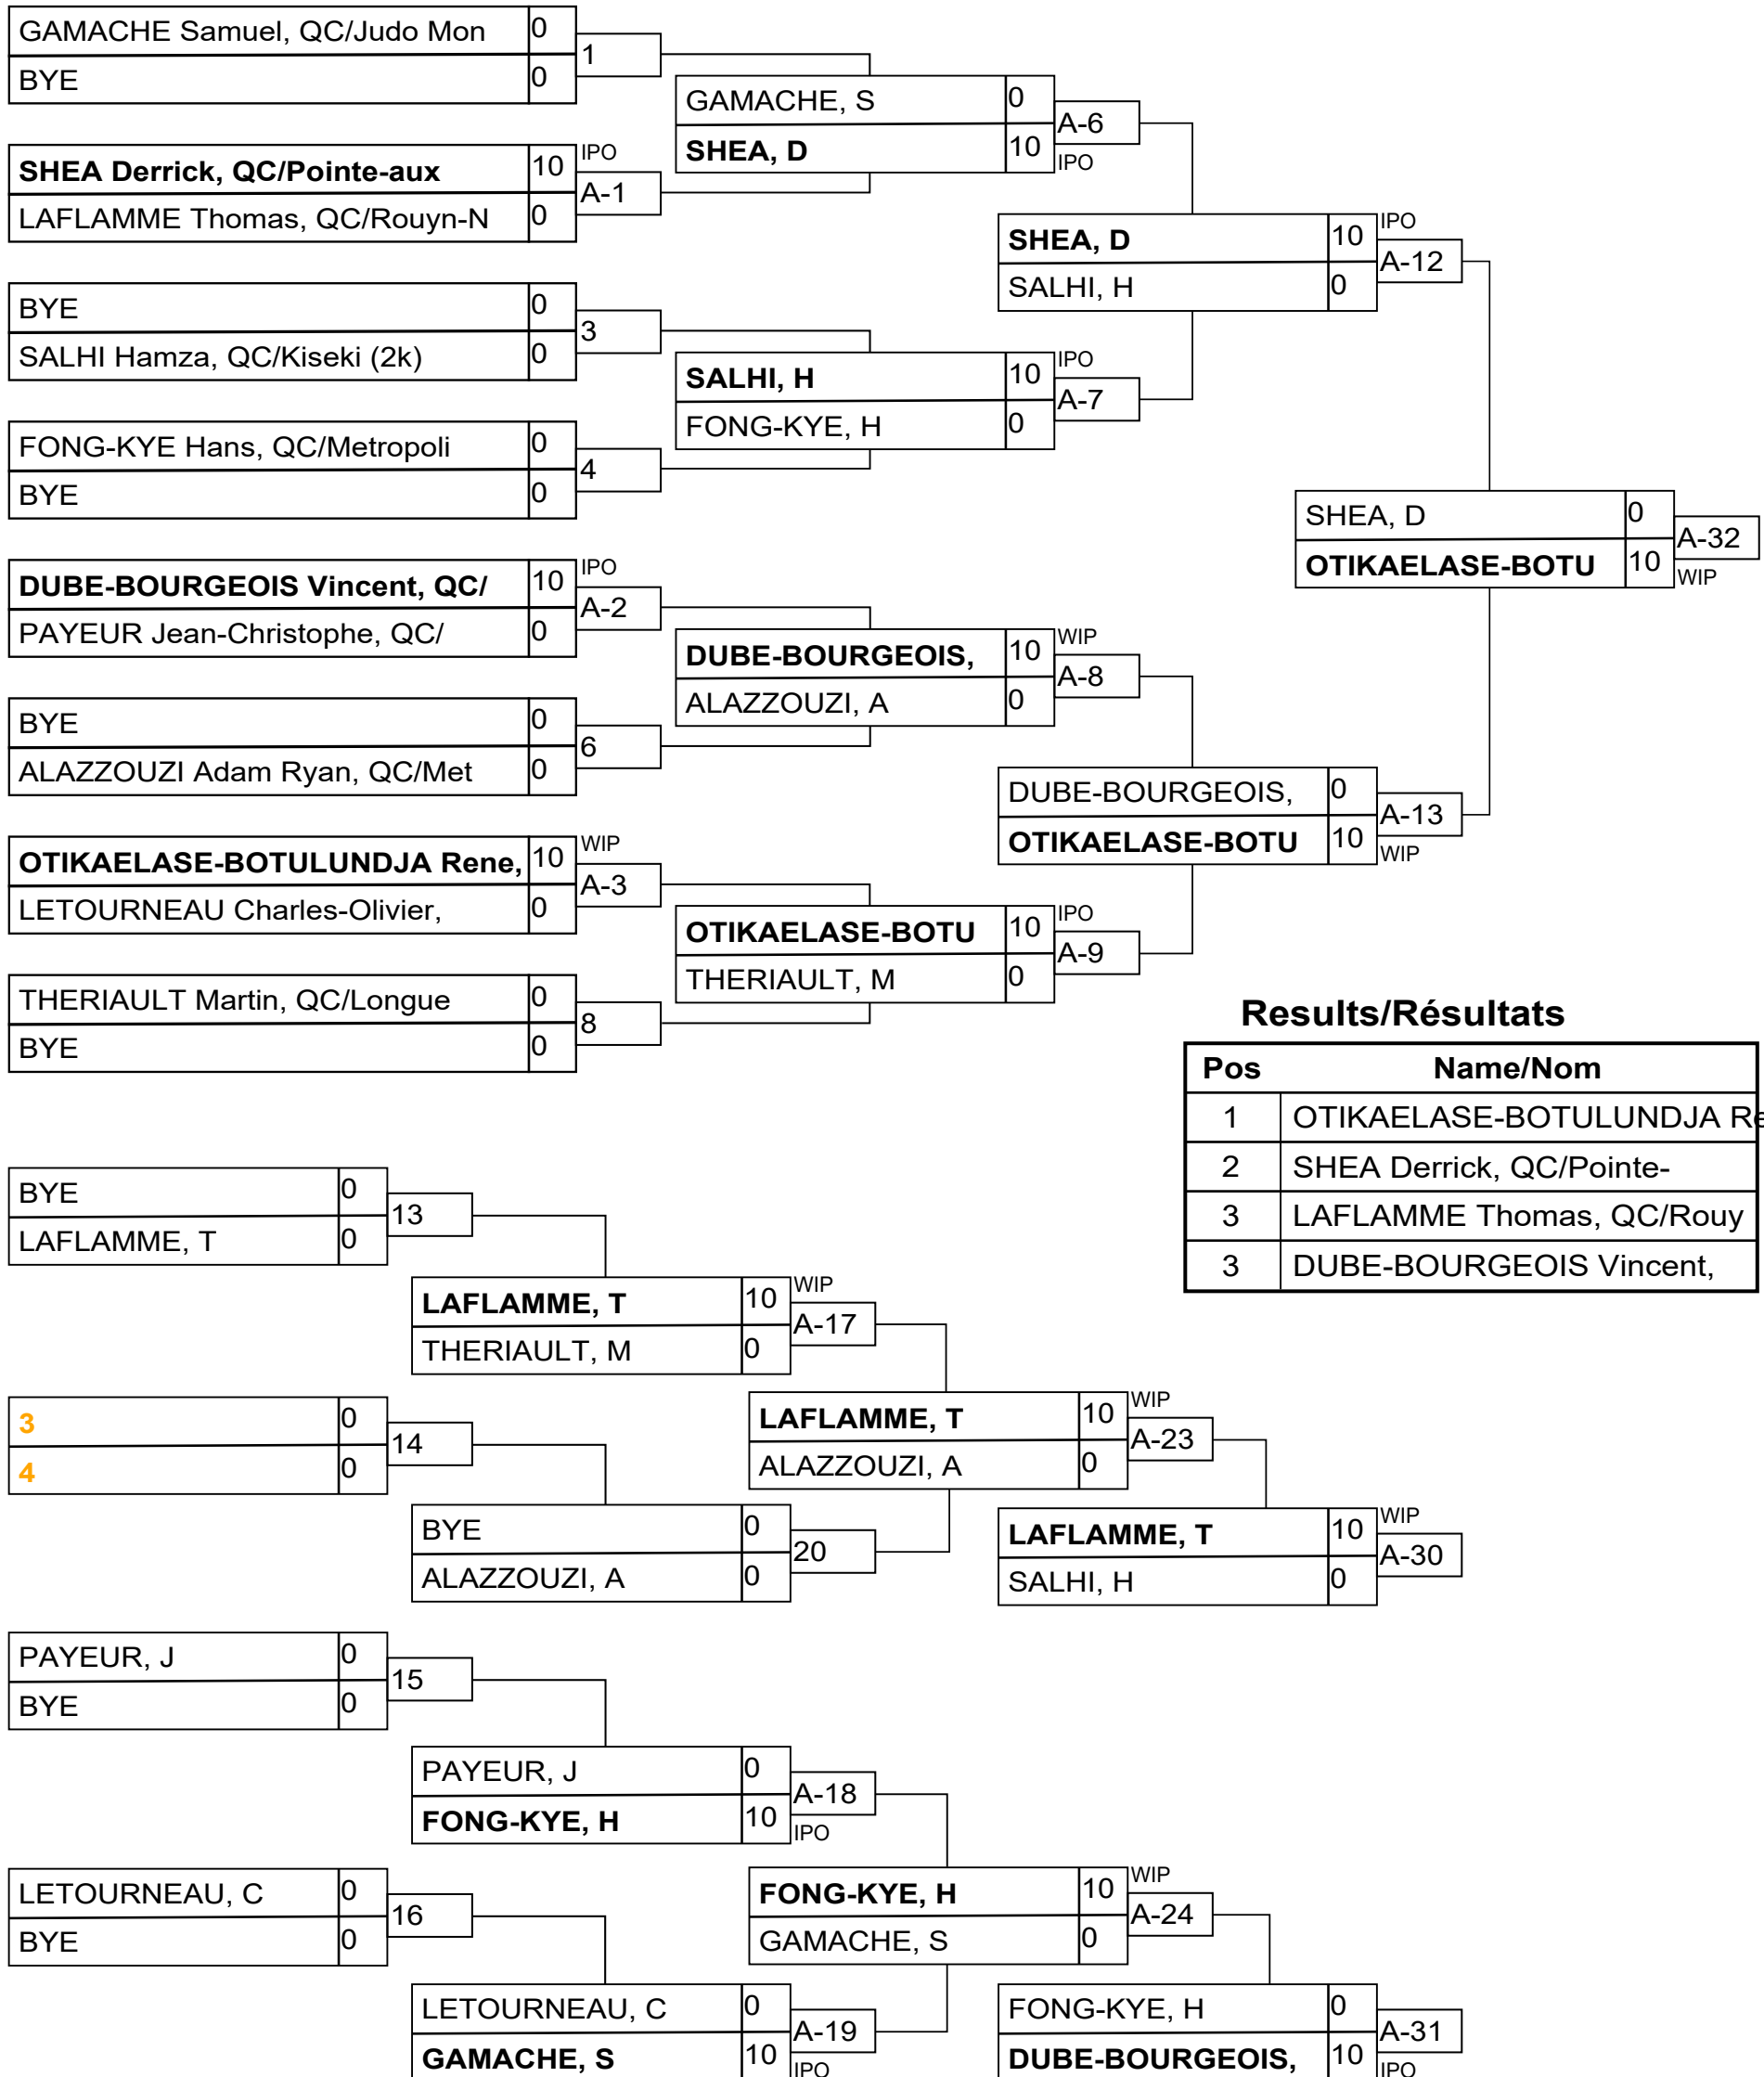 GAMACHE Samuel, QC/Judo Mon 0
1
BYE 0
GAMACHE, S 0
A-6
SHEA, D 10
IPO
SHEA Derrick, QC/Pointe-aux 10
IPO
A-1
LAFLAMME Thomas, QC/Rouyn-N 0
SHEA, D 10
IPO
A-12
SALHI, H 0
BYE 0
3
SALHI Hamza, QC/Kiseki (2k) 0
SALHI, H 10
IPO
A-7
FONG-KYE, H 0
FONG-KYE Hans, QC/Metropoli 0
4
BYE 0
SHEA, D 0
A-32
OTIKAELASE-BOTU 10
WIP
DUBE-BOURGEOIS Vincent, QC/ 10
IPO
A-2
PAYEUR Jean-Christophe, QC/ 0
DUBE-BOURGEOIS, 10
WIP
A-8
ALAZZOUZI, A 0
BYE 0
6
ALAZZOUZI Adam Ryan, QC/Met 0
DUBE-BOURGEOIS, 0
A-13
OTIKAELASE-BOTU 10
WIP
OTIKAELASE-BOTULUNDJA Rene, 10
WIP
A-3
LETOURNEAU Charles-Olivier, 0
OTIKAELASE-BOTU 10
IPO
A-9
THERIAULT, M 0
THERIAULT Martin, QC/Longue 0
8
BYE 0
Results/Résultats
Pos Name/Nom
1 OTIKAELASE-BOTULUNDJA Re
2 SHEA Derrick, QC/Pointe-
3 LAFLAMME Thomas, QC/Rouy
3 DUBE-BOURGEOIS Vincent,
BYE 0
13
LAFLAMME, T 0
LAFLAMME, T 10
WIP
A-17
THERIAULT, M 0
3 0
14
4 0
LAFLAMME, T 10
WIP
A-23
ALAZZOUZI, A 0
BYE 0
20
ALAZZOUZI, A 0
LAFLAMME, T 10
WIP
A-30
SALHI, H 0
PAYEUR, J 0
15
BYE 0
PAYEUR, J 0
A-18
FONG-KYE, H 10
IPO
LETOURNEAU, C 0
16
BYE 0
FONG-KYE, H 10
WIP
A-24
GAMACHE, S 0
LETOURNEAU, C 0
A-19
GAMACHE, S 10
IPO
FONG-KYE, H 0
A-31
DUBE-BOURGEOIS, 10
IPO